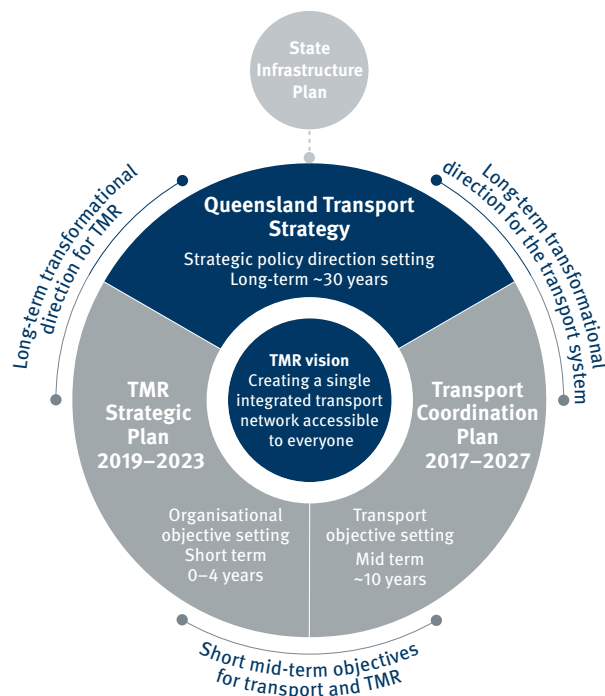 State
Infrastructure
Plan
Long-term transformational
direction for TMR
Long-term transformational
direction for the transport system
Queensland Transport
Strategy
Strategic policy direction setting
Long-term ~30 years
TMR vision
Creating a single
integrated transport
network accessible
to everyone
TMR
Strategic
Plan
2019–2023
Organisational
objective setting
Short term
0–4 years
Transport
Coordination
Plan
2017–2027
Transport
objective setting
Mid term
~10 years
Short mid-term objectives
for transport and TMR